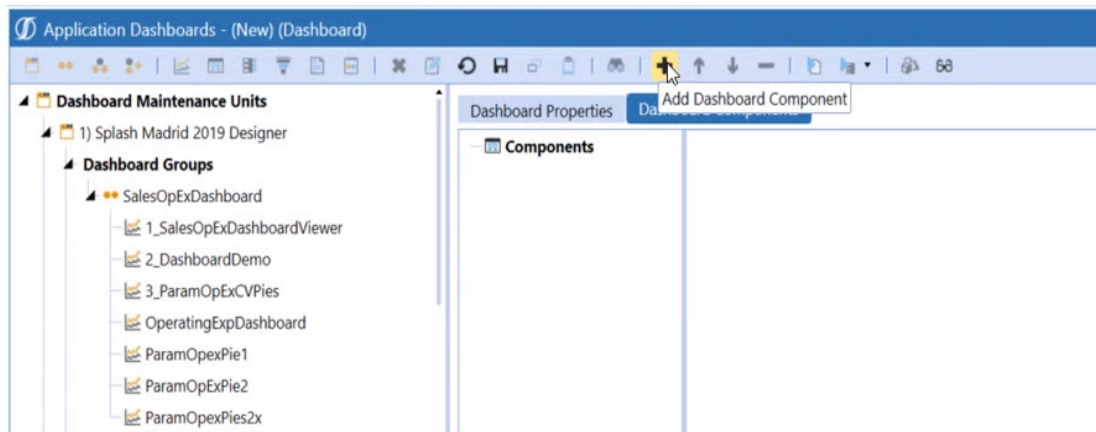 Application Dashboards - (New) (Dashboard)
Add Dashboard Component
Dashboard Maintenance Units
1) Splash Madrid 2019 Designer
Dashboard Groups
SalesOpExDashboard
1_SalesOpExDashboardViewer
2_DashboardDemo
3_ParamOpExCVPies
OperatingExpDashboard
ParamOpexPie1
ParamOpExPie2
ParamOpexPies2x
Dashboard Properties
Components